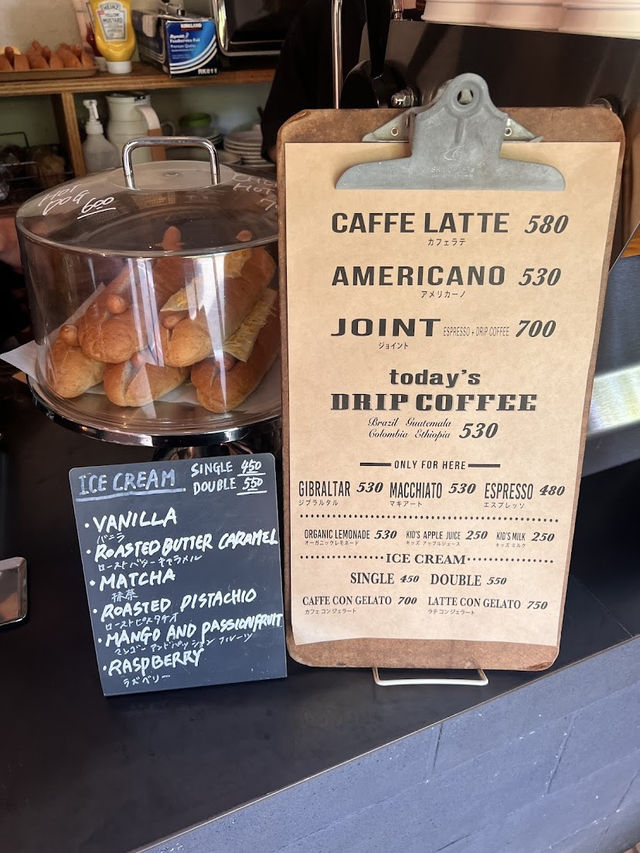 HEINZ
YELLOW
MUSTARD
KIRKLAND
HOT
DOG 600
CAFFE LATTE 580
カフェラテ
AMERICANO 530
アメリカーノ
JOINT ESPRESSO + DRIP COFFEE 700
ジョイント
today's
DRIP COFFEE
Brazil Guatemala
Colombia Ethiopia 530
ONLY FOR HERE
GIBRALTAR 530 MACCHIATO 530 ESPRESSO 480
ジブラルタル マキアート エスプレッソ
ORGANIC LEMONADE 530 KID'S APPLE JUICE 250 KID'S MILK 250
オーガニックレモネード キッズ アップルジュース キッズ ミルク
ICE CREAM
SINGLE 450 DOUBLE 550
CAFFE CON GELATO 700 LATTE CON GELATO 750
カフェ コン ジェラート ラテ コン ジェラート
ICE CREAM SINGLE 450
DOUBLE 550
・VANILLA
バニラ
・ROASTED BUTTER CARAMEL
ローストバターキャラメル
・MATCHA
抹茶
・ROASTED PISTACHIO
ローストピスタチオ
・MANGO AND PASSIONFRUIT
マンゴー アンド パッション フルーツ
・RASPBERRY
ラズベリー